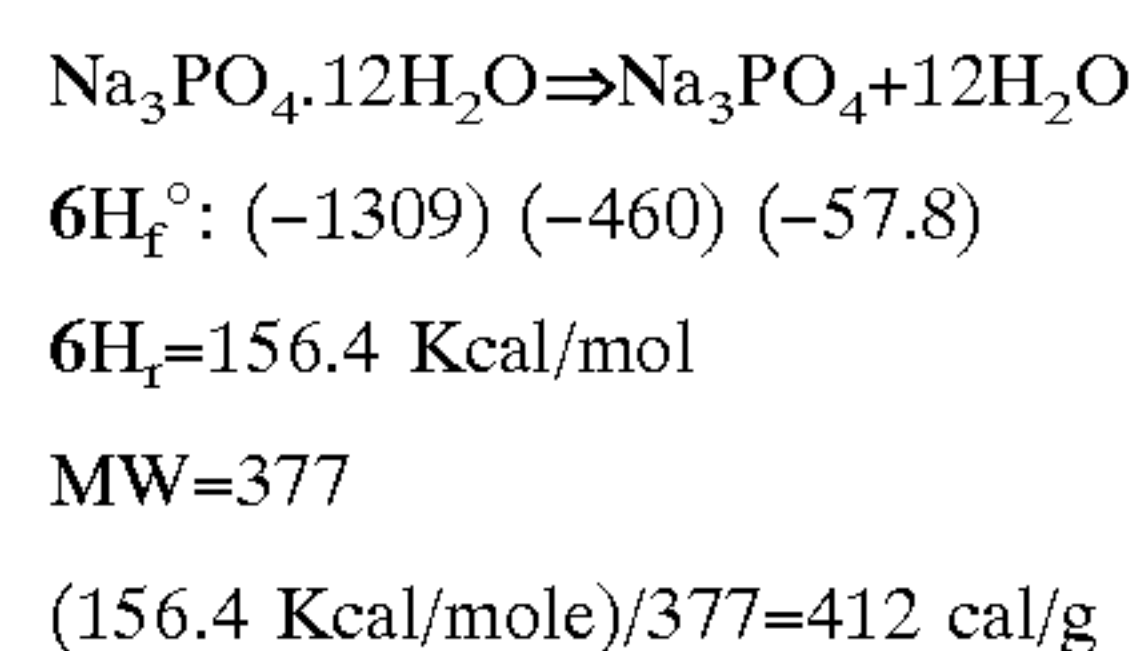 Na₃PO₄.12H₂O⇒Na₃PO₄+12H₂O
6H_f°: (−1309) (−460) (−57.8)
6Hᵣ=156.4 Kcal/mol
MW=377
(156.4 Kcal/mole)/377=412 cal/g